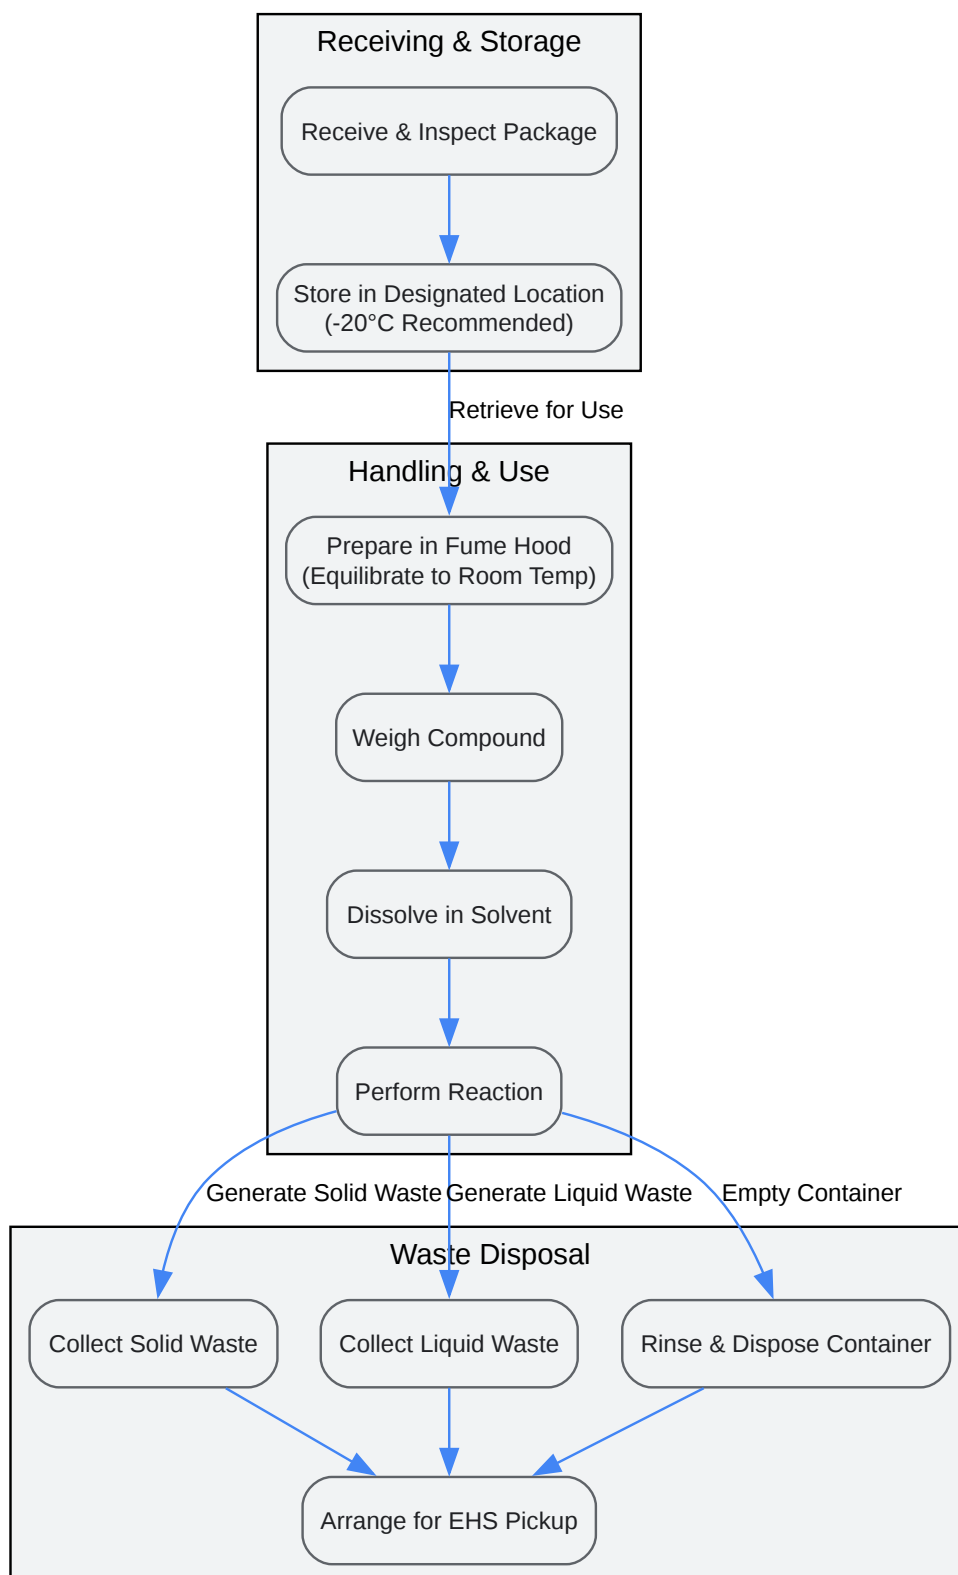 Receiving & Storage
Receive & Inspect Package
Store in Designated Location
(-20°C Recommended)
Retrieve for Use
Handling & Use
Prepare in Fume Hood
(Equilibrate to Room Temp)
Weigh Compound
Dissolve in Solvent
Perform Reaction
Generate Solid Waste
Generate Liquid Waste
Empty Container
Waste Disposal
Collect Solid Waste
Collect Liquid Waste
Rinse & Dispose Container
Arrange for EHS Pickup